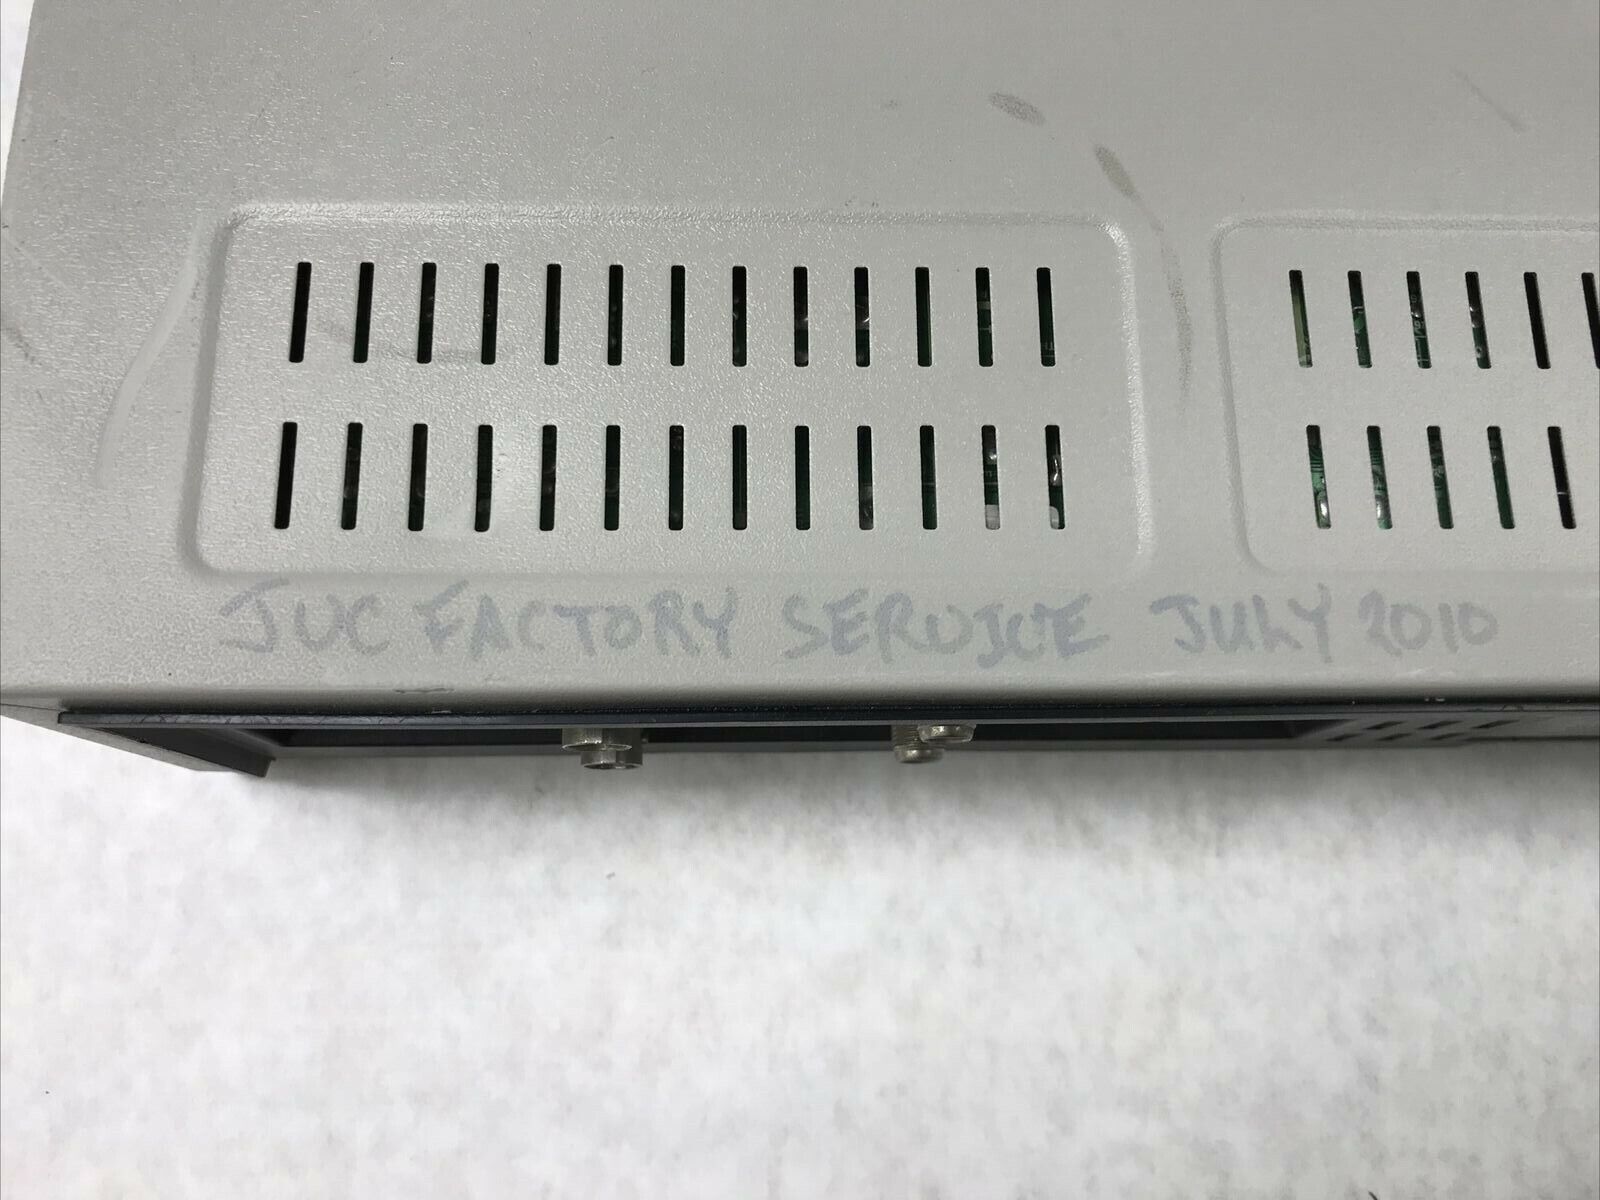 JVC FACTORY SERVICE JULY 2010